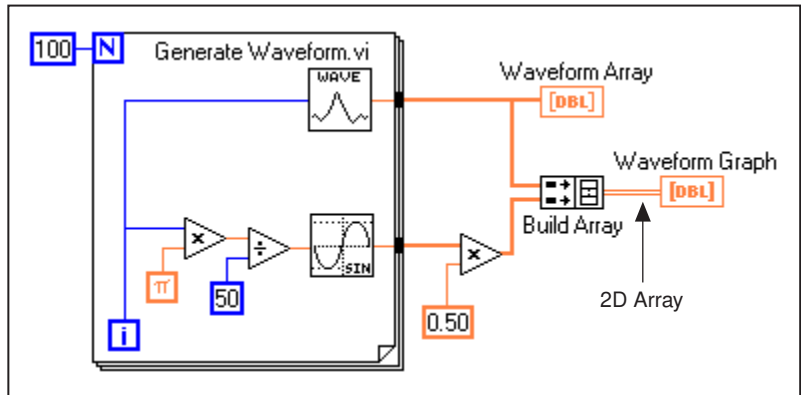 100
N
Generate Waveform.vi
WAVE
Waveform Array
[DBL]
Waveform Graph
[DBL]
Build Array
×
÷
SIN
×
π
50
0.50
2D Array
i